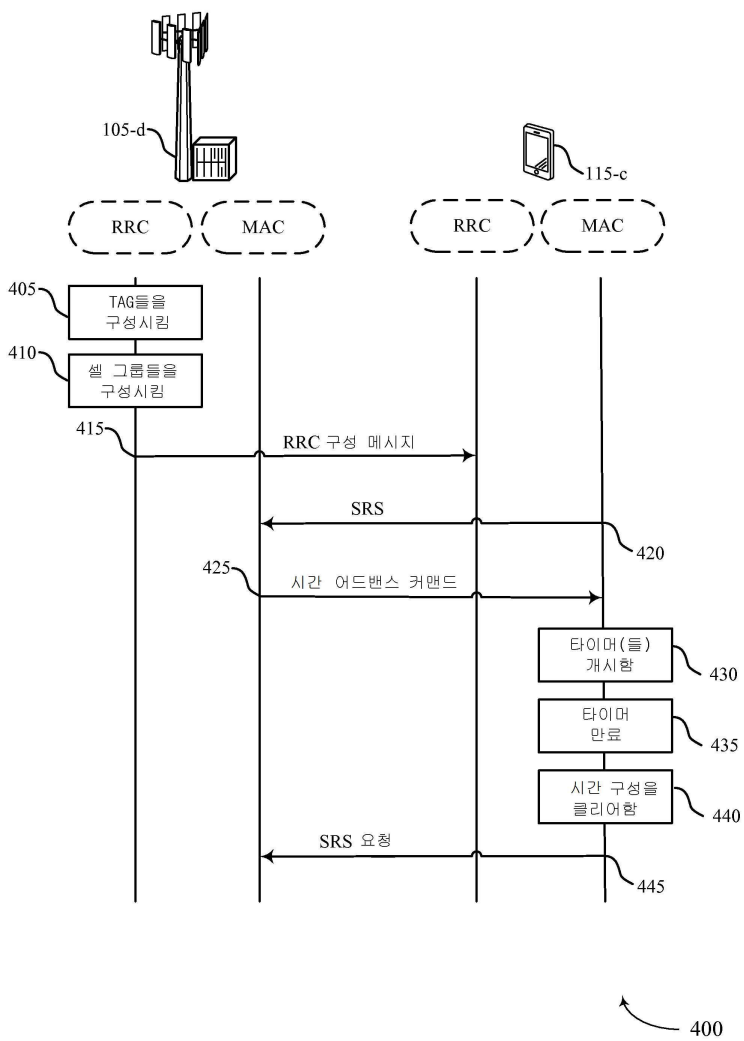 105-d
115-c
RRC
MAC
RRC
MAC
405
TAG들을
구성시킴
410
셀 그룹들을
구성시킴
415
RRC 구성 메시지
SRS
420
425
시간 어드밴스 커맨드
타이머(들)
개시함
430
타이머
만료
435
시간 구성을
클리어함
440
SRS 요청
445
400